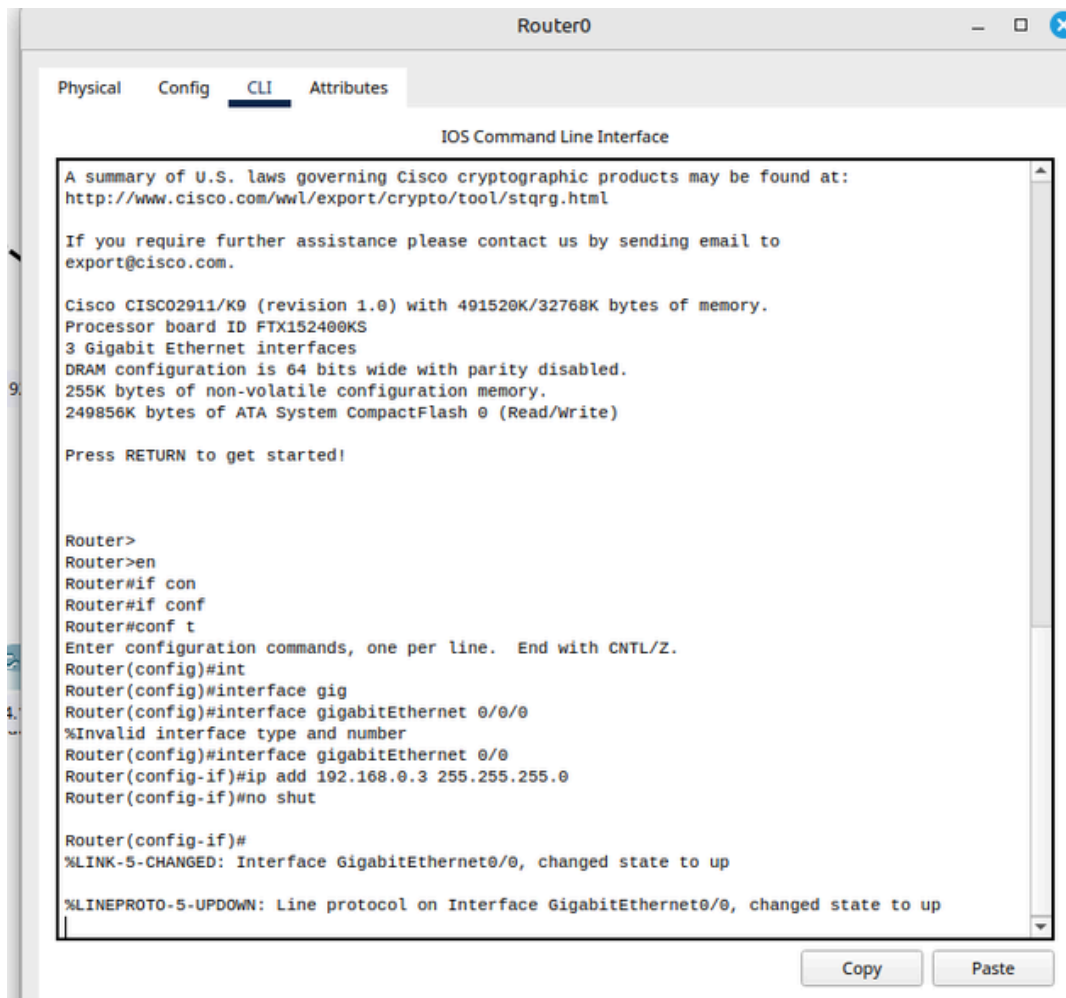 Router0
Physical Config CLI Attributes
IOS Command Line Interface
A summary of U.S. laws governing Cisco cryptographic products may be found at:
http://www.cisco.com/wwl/export/crypto/tool/stqrg.html
If you require further assistance please contact us by sending email to
export@cisco.com.
Cisco CISCO2911/K9 (revision 1.0) with 491520K/32768K bytes of memory.
Processor board ID FTX152400KS
3 Gigabit Ethernet interfaces
DRAM configuration is 64 bits wide with parity disabled.
255K bytes of non-volatile configuration memory.
249856K bytes of ATA System CompactFlash 0 (Read/Write)
Press RETURN to get started!
Router>
Router>en
Router#if con
Router#if conf
Router#conf t
Enter configuration commands, one per line.  End with CNTL/Z.
Router(config)#int
Router(config)#interface gig
Router(config)#interface gigabitEthernet 0/0/0
%Invalid interface type and number
Router(config)#interface gigabitEthernet 0/0
Router(config-if)#ip add 192.168.0.3 255.255.255.0
Router(config-if)#no shut
Router(config-if)#
%LINK-5-CHANGED: Interface GigabitEthernet0/0, changed state to up
%LINEPROTO-5-UPDOWN: Line protocol on Interface GigabitEthernet0/0, changed state to up
Copy Paste